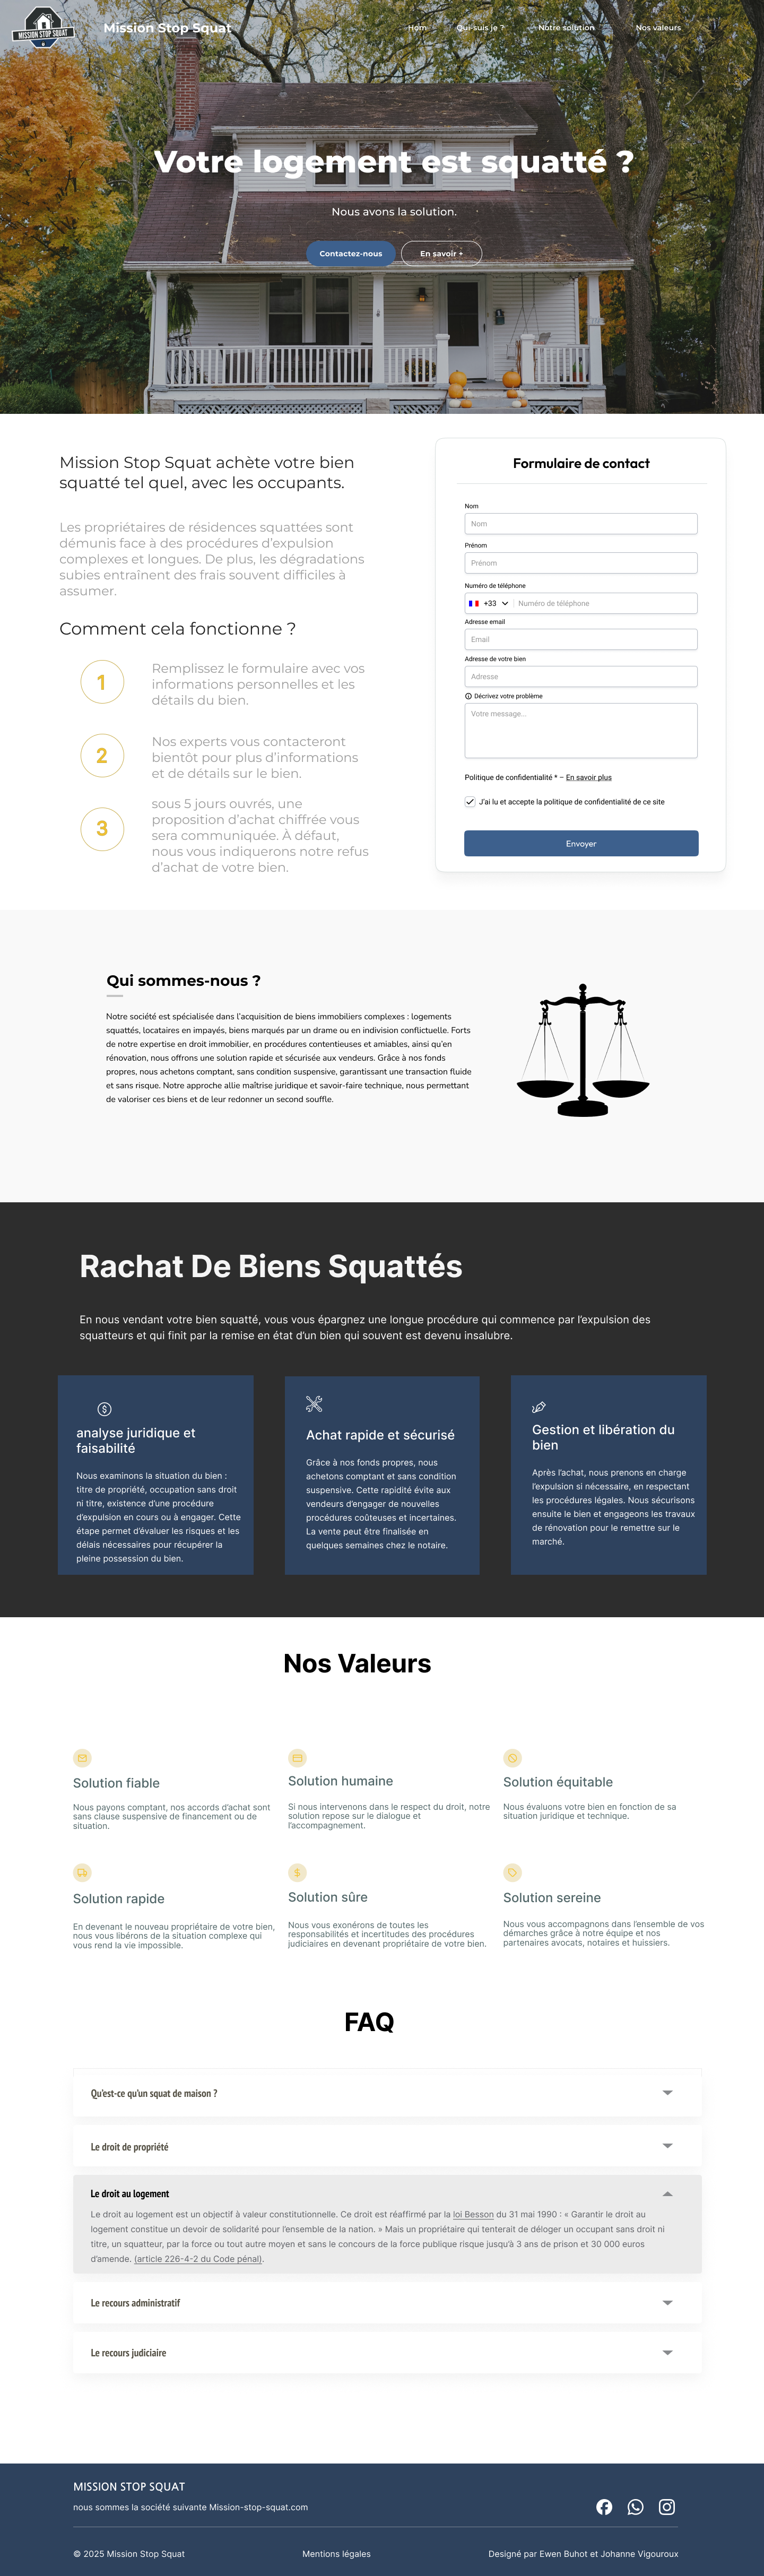 MISSION STOP SQUAT
Mission Stop Squat
Hom
Qui suis je ?
Notre solution
Nos valeurs
Votre logement est squatté ?
Nous avons la solution.
Contactez-nous
En savoir +
Mission Stop Squat achète votre bien
squatté tel quel, avec les occupants.
Les propriétaires de résidences squattées sont
démunis face à des procédures d’expulsion
complexes et longues. De plus, les dégradations
subies entraînent des frais souvent difficiles à
assumer.
Comment cela fonctionne ?
1
Remplissez le formulaire avec vos
informations personnelles et les
détails du bien.
2
Nos experts vous contacteront
bientôt pour plus d’informations
et de détails sur le bien.
3
sous 5 jours ouvrés, une
proposition d’achat chiffrée vous
sera communiquée. À défaut,
nous vous indiquerons notre refus
d’achat de votre bien.
Formulaire de contact
Nom
Nom
Prénom
Prénom
Numéro de téléphone
+33
Numéro de téléphone
Adresse email
Email
Adresse de votre bien
Adresse
Décrivez votre problème
Votre message...
Politique de confidentialité * – En savoir plus
J’ai lu et accepte la politique de confidentialité de ce site
Envoyer
Qui sommes-nous ?
Notre société est spécialisée dans l’acquisition de biens immobiliers complexes : logements
squattés, locataires en impayés, biens marqués par un drame ou en indivision conflictuelle. Forts
de notre expertise en droit immobilier, en procédures contentieuses et amiables, ainsi qu’en
rénovation, nous offrons une solution rapide et sécurisée aux vendeurs. Grâce à nos fonds
propres, nous achetons comptant, sans condition suspensive, garantissant une transaction fluide
et sans risque. Notre approche allie maîtrise juridique et savoir-faire technique, nous permettant
de valoriser ces biens et de leur redonner un second souffle.
Rachat De Biens Squattés
En nous vendant votre bien squatté, vous vous épargnez une longue procédure qui commence par l’expulsion des
squatteurs et qui finit par la remise en état d’un bien qui souvent est devenu insalubre.
analyse juridique et
faisabilité
Nous examinons la situation du bien :
titre de propriété, occupation sans droit
ni titre, existence d’une procédure
d’expulsion en cours ou à engager. Cette
étape permet d’évaluer les risques et les
délais nécessaires pour récupérer la
pleine possession du bien.
Achat rapide et sécurisé
Grâce à nos fonds propres, nous
achetons comptant et sans condition
suspensive. Cette rapidité évite aux
vendeurs d’engager de nouvelles
procédures coûteuses et incertaines.
La vente peut être finalisée en
quelques semaines chez le notaire.
Gestion et libération du
bien
Après l’achat, nous prenons en charge
l’expulsion si nécessaire, en respectant
les procédures légales. Nous sécurisons
ensuite le bien et engageons les travaux
de rénovation pour le remettre sur le
marché.
Nos Valeurs
Solution fiable
Nous payons comptant, nos accords d’achat sont
sans clause suspensive de financement ou de
situation.
Solution humaine
Si nous intervenons dans le respect du droit, notre
solution repose sur le dialogue et
l’accompagnement.
Solution équitable
Nous évaluons votre bien en fonction de sa
situation juridique et technique.
Solution rapide
En devenant le nouveau propriétaire de votre bien,
nous vous libérons de la situation complexe qui
vous rend la vie impossible.
Solution sûre
Nous vous exonérons de toutes les
responsabilités et incertitudes des procédures
judiciaires en devenant propriétaire de votre bien.
Solution sereine
Nous vous accompagnons dans l’ensemble de vos
démarches grâce à notre équipe et nos
partenaires avocats, notaires et huissiers.
FAQ
Qu’est-ce qu’un squat de maison ?
Le droit de propriété
Le droit au logement
Le droit au logement est un objectif à valeur constitutionnelle. Ce droit est réaffirmé par la loi Besson du 31 mai 1990 : « Garantir le droit au
logement constitue un devoir de solidarité pour l’ensemble de la nation. » Mais un propriétaire qui tenterait de déloger un occupant sans droit ni
titre, un squatteur, par la force ou tout autre moyen et sans le concours de la force publique risque jusqu’à 3 ans de prison et 30 000 euros
d’amende. (article 226-4-2 du Code pénal).
Le recours administratif
Le recours judiciaire
MISSION STOP SQUAT
nous sommes la société suivante Mission-stop-squat.com
© 2025 Mission Stop Squat
Mentions légales
Designé par Ewen Buhot et Johanne Vigouroux